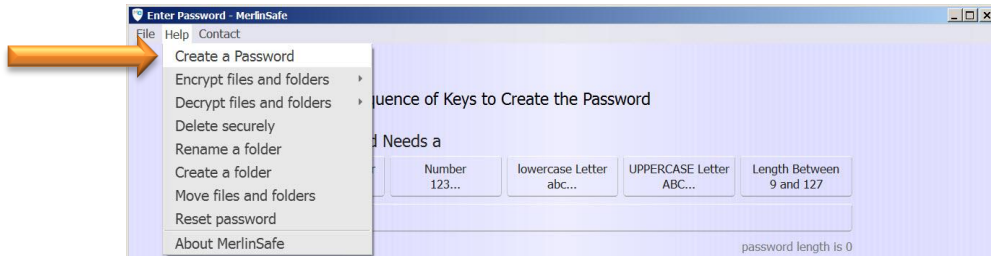 Enter Password - MerlinSafe
File Help Contact
Create a Password
Encrypt files and folders
Decrypt files and folders
Delete securely
Rename a folder
Create a folder
Move files and folders
Reset password
About MerlinSafe
of Keys to Create the Password
Needs a
Number
123...
lowercase Letter
abc...
UPPERCASE Letter
ABC...
Length Between
9 and 127
password length is 0